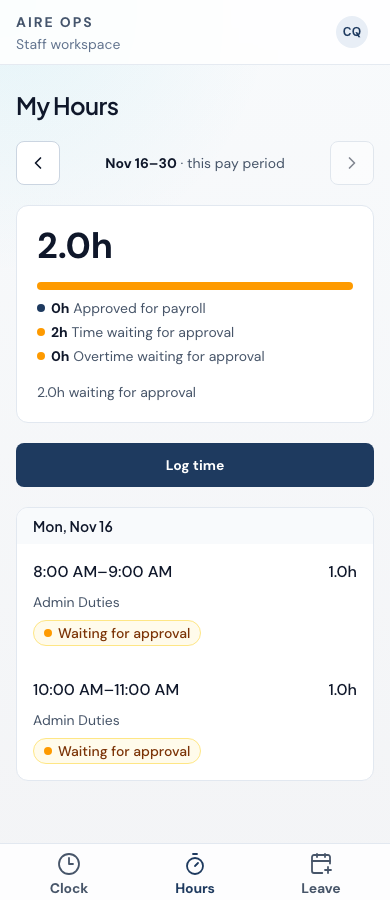 AIRE OPS
Staff workspace
CQ
My Hours
Nov 16–30 · this pay period
2.0h
0h Approved for payroll
2h Time waiting for approval
0h Overtime waiting for approval
2.0h waiting for approval
Log time
Mon, Nov 16
8:00 AM–9:00 AM 1.0h
Admin Duties
Waiting for approval
10:00 AM–11:00 AM 1.0h
Admin Duties
Waiting for approval
Clock Hours Leave